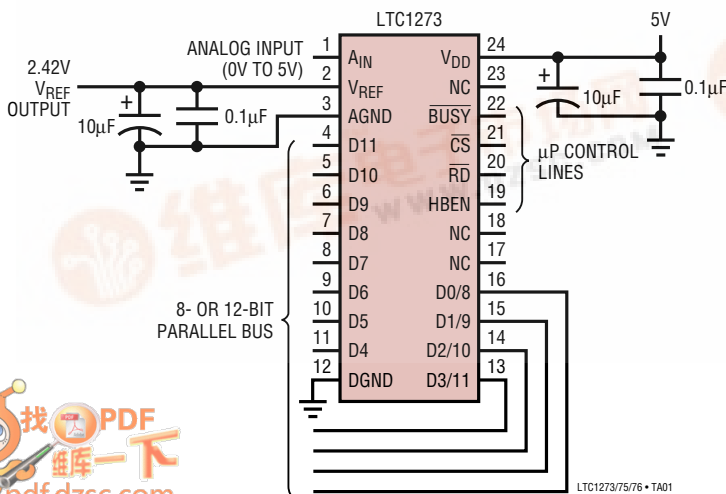 LTC1273
5V
ANALOG INPUT
(0V TO 5V)
2.42V
VREF
OUTPUT
10µF
0.1µF
1
2
3
4
5
6
7
8
9
10
11
12
AIN
VREF
AGND
D11
D10
D9
D8
D7
D6
D5
D4
DGND
VDD
NC
BUSY
CS
RD
HBEN
NC
NC
D0/8
D1/9
D2/10
D3/11
24
23
22
21
20
19
18
17
16
15
14
13
10µF
0.1µF
µP CONTROL
LINES
8- OR 12-BIT
PARALLEL BUS
LTC1273/75/76 • TA01
找 PDF
维库一下
pdf.dzsc.com